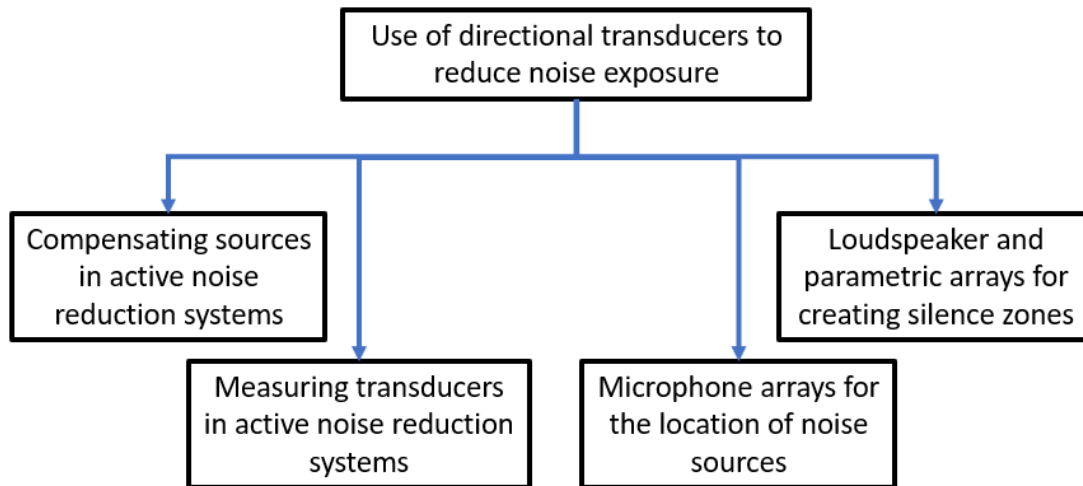 Use of directional transducers to
reduce noise exposure
Compensating sources
in active noise
reduction systems
Measuring transducers
in active noise reduction
systems
Microphone arrays for
the location of noise
sources
Loudspeaker and
parametric arrays for
creating silence zones